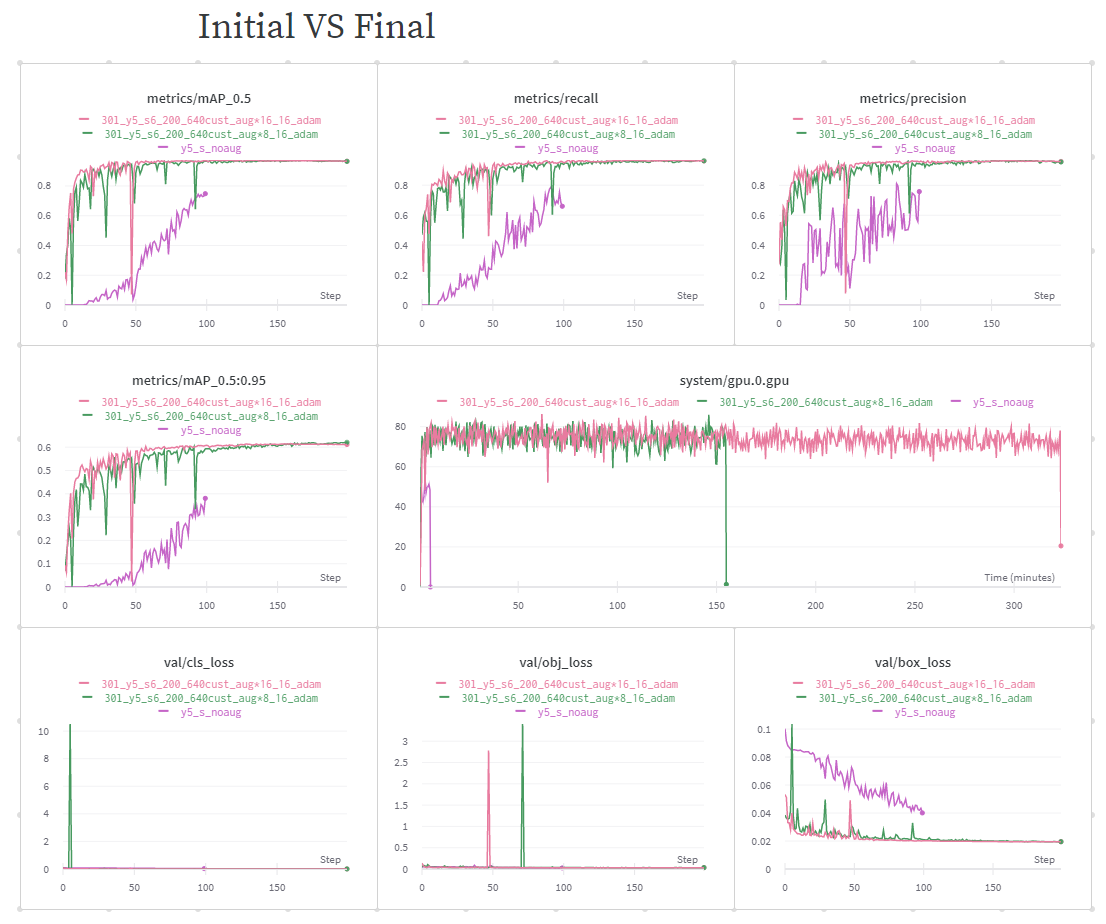 Initial VS Final
metrics/mAP_0.5
301_y5_s6_200_640cust_aug*16_16_adam
301_y5_s6_200_640cust_aug*8_16_adam
y5_s_noaug
0.8
0.6
0.4
0.2
0
Step
0 50 100 150
metrics/recall
301_y5_s6_200_640cust_aug*16_16_adam
301_y5_s6_200_640cust_aug*8_16_adam
y5_s_noaug
0.8
0.6
0.4
0.2
0
Step
0 50 100 150
metrics/precision
301_y5_s6_200_640cust_aug*16_16_adam
301_y5_s6_200_640cust_aug*8_16_adam
y5_s_noaug
0.8
0.6
0.4
0.2
0
Step
0 50 100 150
metrics/mAP_0.5:0.95
301_y5_s6_200_640cust_aug*16_16_adam
301_y5_s6_200_640cust_aug*8_16_adam
y5_s_noaug
0.6
0.5
0.4
0.3
0.2
0.1
0
Step
0 50 100 150
system/gpu.0.gpu
301_y5_s6_200_640cust_aug*16_16_adam 301_y5_s6_200_640cust_aug*8_16_adam y5_s_noaug
80
60
40
20
0
Time (minutes)
50 100 150 200 250 300
val/cls_loss
301_y5_s6_200_640cust_aug*16_16_adam
301_y5_s6_200_640cust_aug*8_16_adam
y5_s_noaug
10
8
6
4
2
0
Step
0 50 100 150
val/obj_loss
301_y5_s6_200_640cust_aug*16_16_adam
301_y5_s6_200_640cust_aug*8_16_adam
y5_s_noaug
3
2.5
2
1.5
1
0.5
0
Step
0 50 100 150
val/box_loss
301_y5_s6_200_640cust_aug*16_16_adam
301_y5_s6_200_640cust_aug*8_16_adam
y5_s_noaug
0.1
0.08
0.06
0.04
0.02
0
Step
0 50 100 150